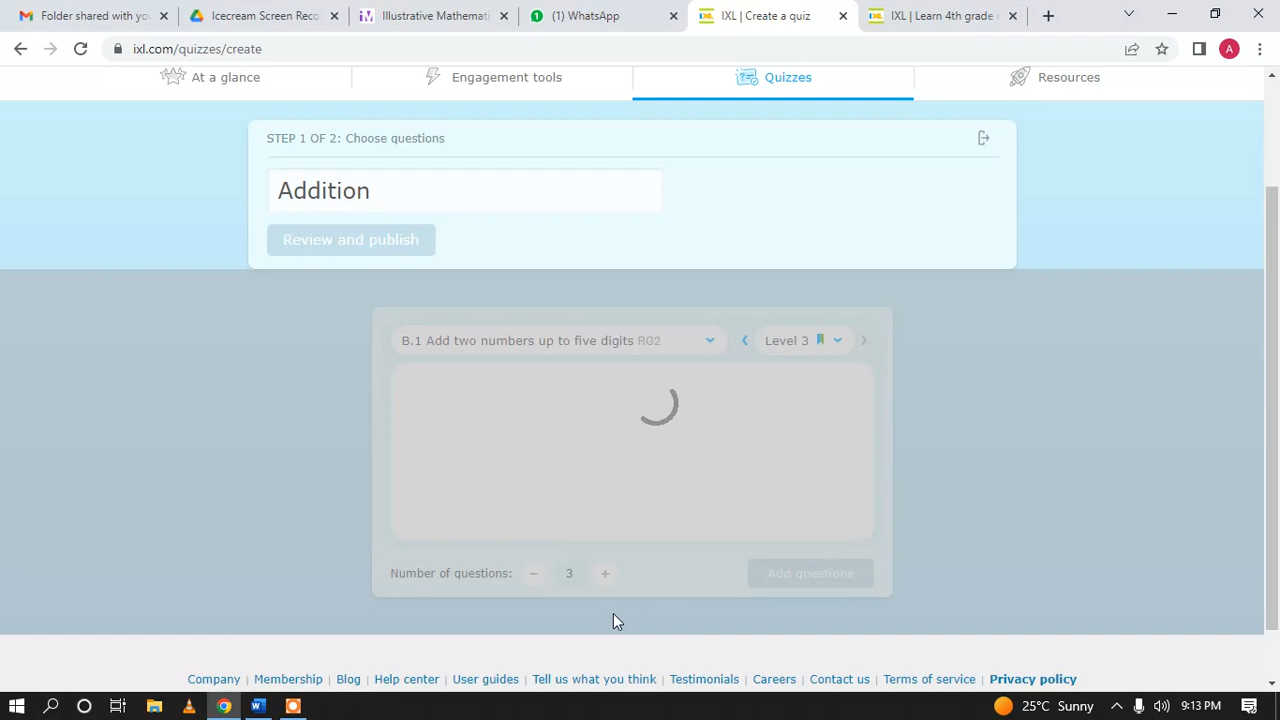 Folder shared with you
Icecream Screen Reco
Illustrative Mathemati
(1) WhatsApp
IXL | Create a quiz
IXL | Learn 4th grade
ixl.com/quizzes/create
A
At a glance
Engagement tools
Quizzes
Resources
STEP 1 OF 2: Choose questions
Addition
Review and publish
B.1 Add two numbers up to five digits RG2
Level 3
Number of questions: − 3 +
Add questions
Company
Membership
Blog
Help center
User guides
Tell us what you think
Testimonials
Careers
Contact us
Terms of service
Privacy policy
25°C Sunny
9:13 PM